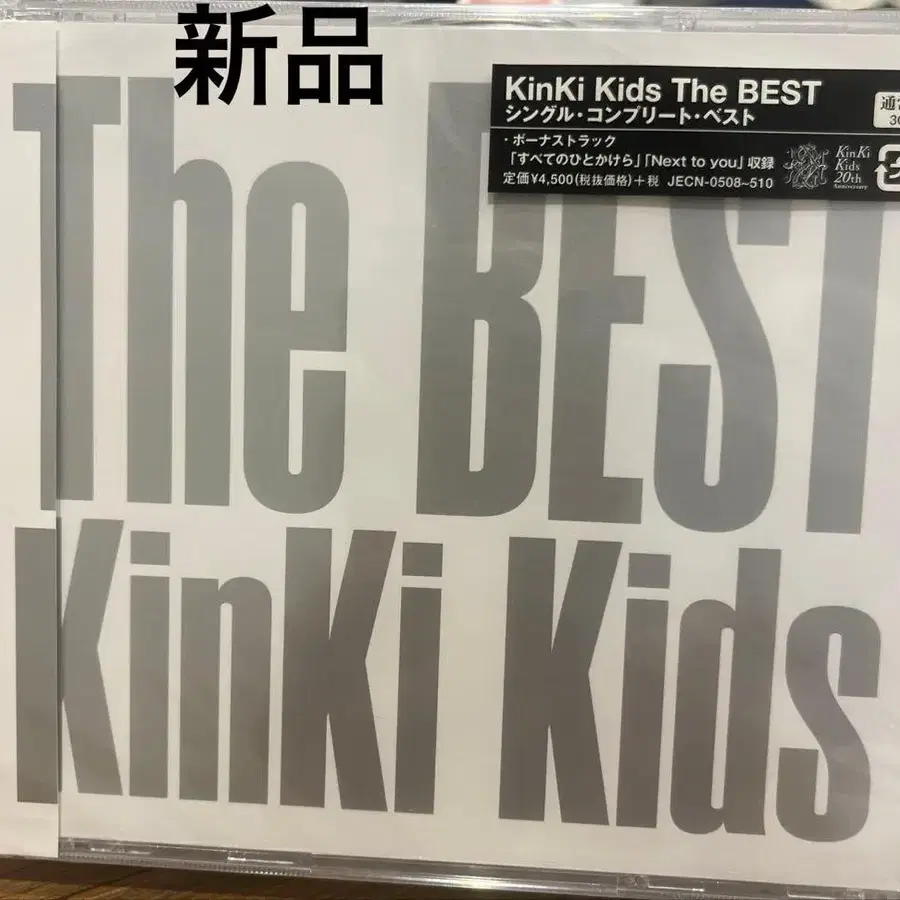 新品
The BEST
KinKi Kids
KinKi Kids The BEST
シングル・コンプリート・ベスト
・ボーナストラック
「すべてのひとかけら」「Next to you」収録
定価¥4,500(税抜価格)+税 JECN-0508~510
KinKi
Kids
20th
Anniversary
通常